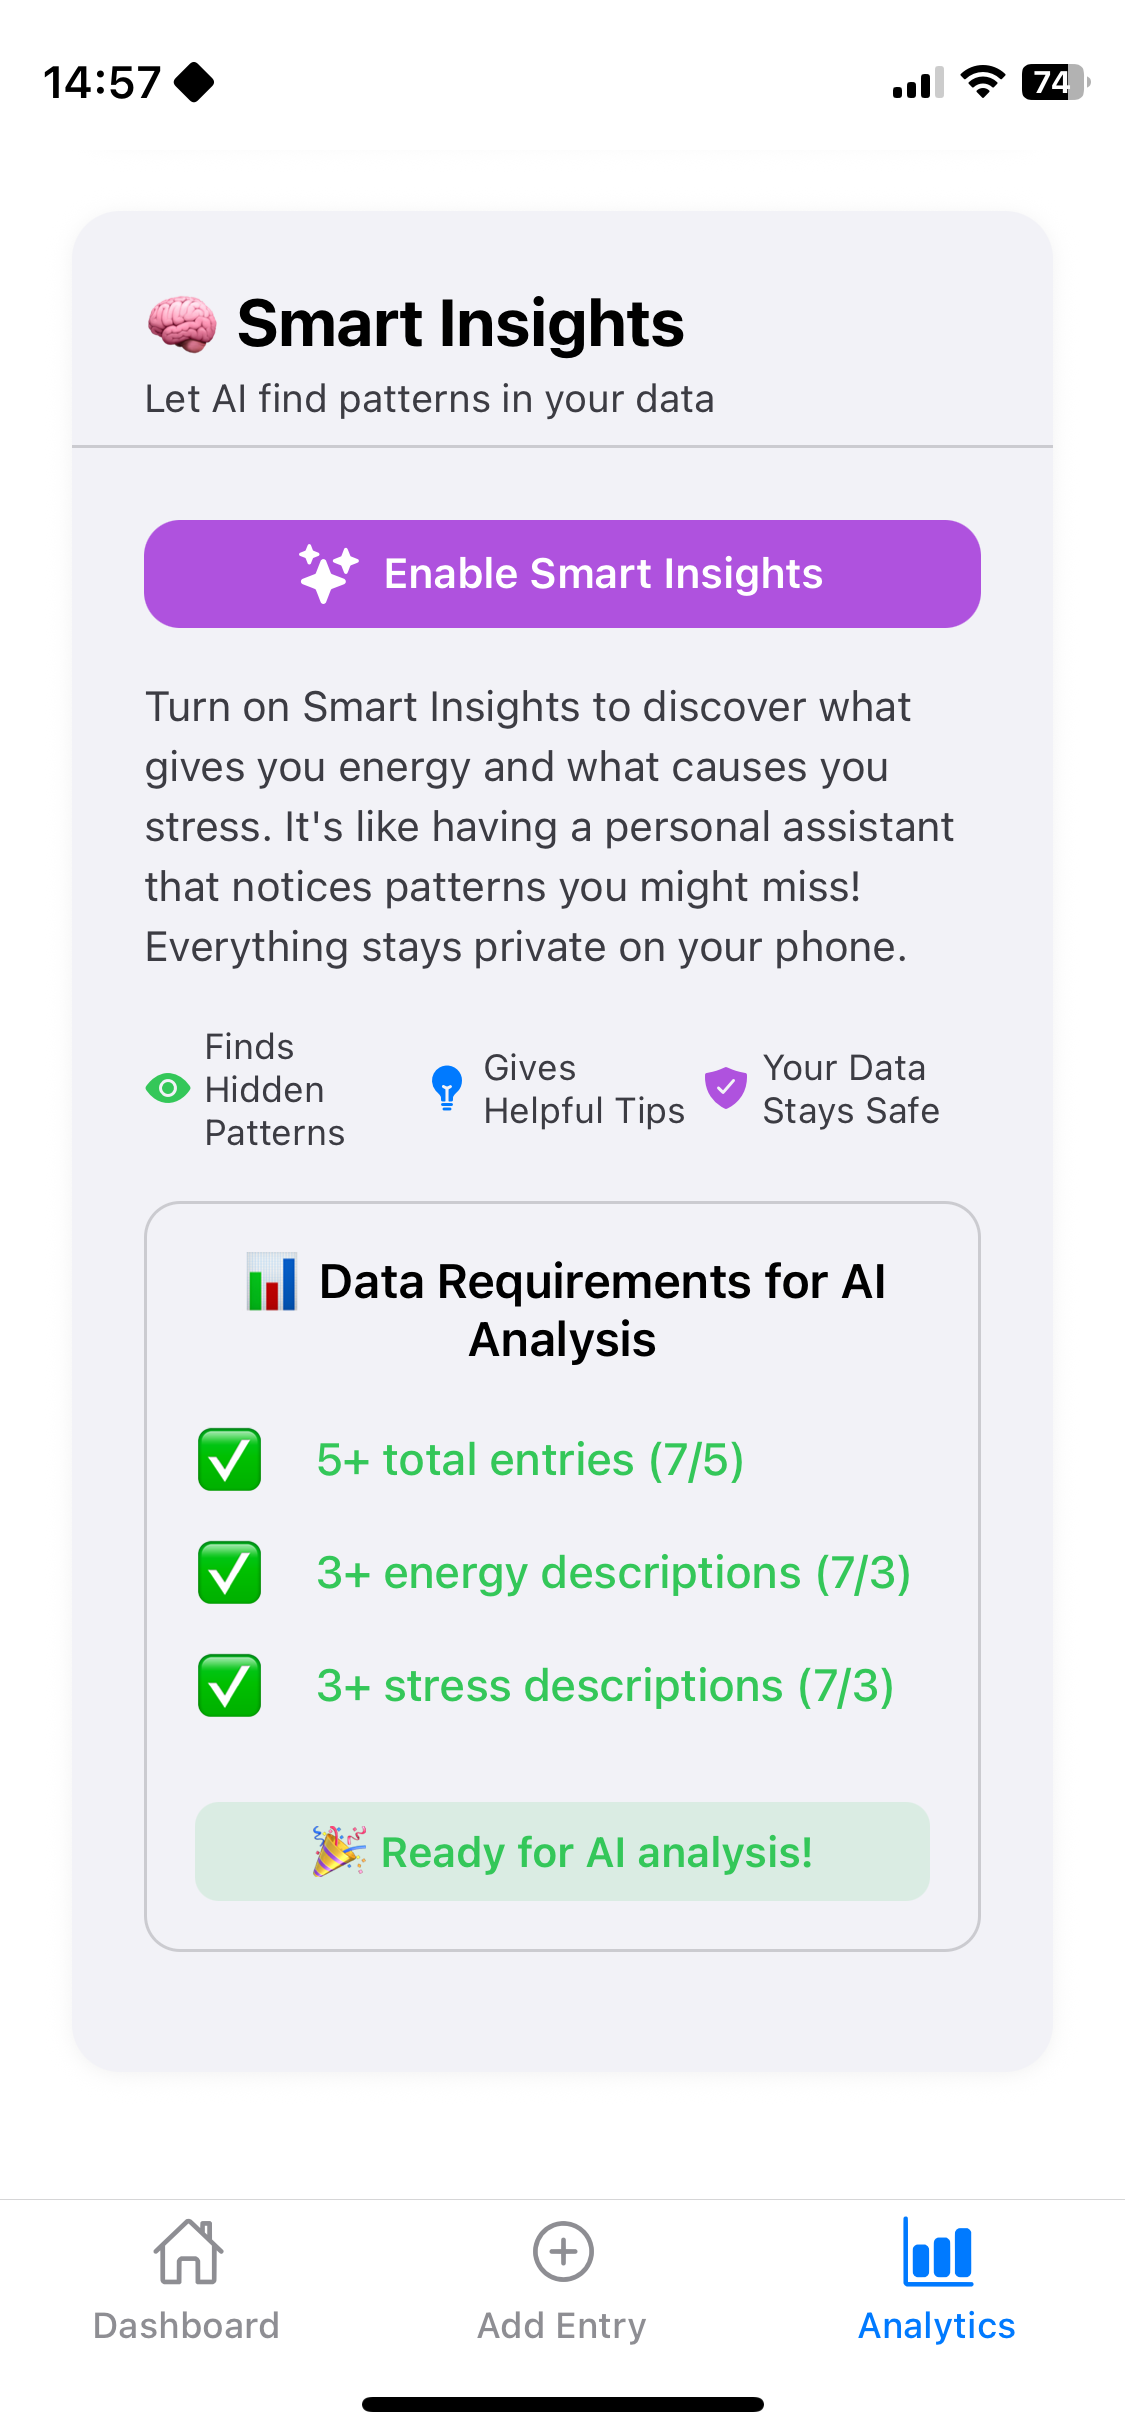 14:57
74
🧠 Smart Insights
Let AI find patterns in your data
Enable Smart Insights
Turn on Smart Insights to discover what
gives you energy and what causes you
stress. It's like having a personal assistant
that notices patterns you might miss!
Everything stays private on your phone.
Finds
Hidden
Patterns
Gives
Helpful Tips
Your Data
Stays Safe
📊 Data Requirements for AI
Analysis
✅ 5+ total entries (7/5)
✅ 3+ energy descriptions (7/3)
✅ 3+ stress descriptions (7/3)
🎉 Ready for AI analysis!
Dashboard
Add Entry
Analytics